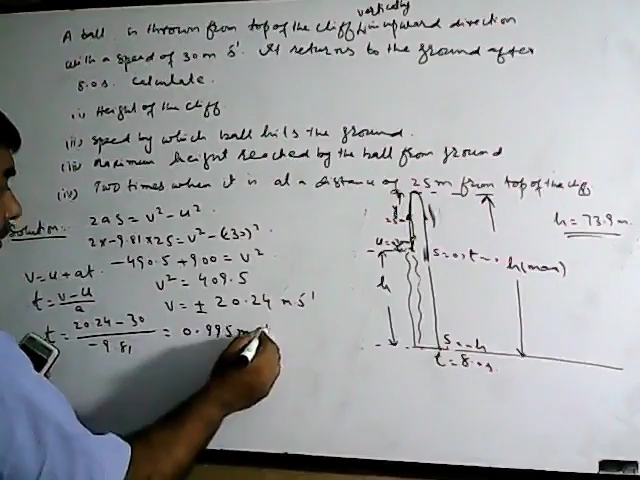 A ball is thrown from top of the cliff vertically in upward direction
with a speed of 30 m s⁻¹. It returns to the ground after
8.0 s. Calculate.
(i) Height of the cliff
(ii) Speed by which ball hits the ground.
(iii) Maximum height reached by the ball from ground
(iv) Two times when it is at a distance of 25 m from top of the cliff
Solution:
2as = v² - u²
2x-9.81x25 = v² - (30)²
-490.5 + 900 = v²
v² = 409.5
v = ± 20.24 m s⁻¹
v = u + at
t = v - u / a
t = 20.24 - 30 / -9.81 = 0.995 m
h = 73.9 m
s = 0, t = 0
h(max)
h
s = -h
t = 8.0 s